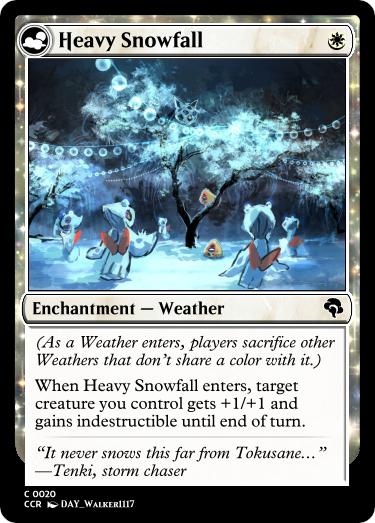 Heavy Snowfall
Enchantment — Weather
(As a Weather enters, players sacrifice other
Weathers that don't share a color with it.)
When Heavy Snowfall enters, target
creature you control gets +1/+1 and
gains indestructible until end of turn.
“It never snows this far from Tokusane…”
—Tenki, storm chaser
C 0020
CCR DAY_Walker1117